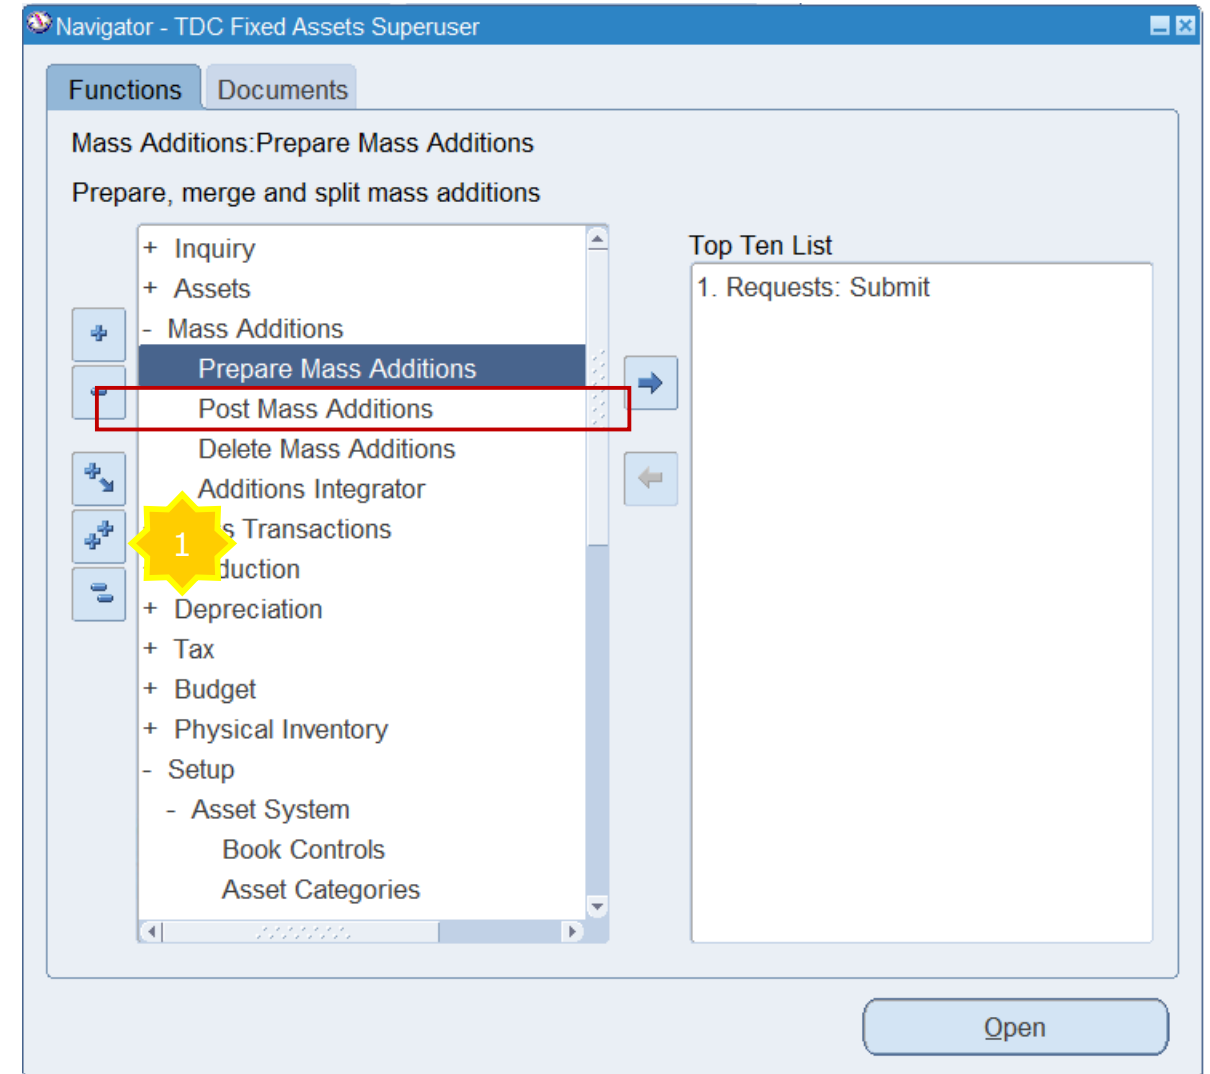 Navigator - TDC Fixed Assets Superuser
Functions
Documents
Mass Additions:Prepare Mass Additions
Prepare, merge and split mass additions
+ Inquiry
+ Assets
- Mass Additions
Prepare Mass Additions
Post Mass Additions
Delete Mass Additions
Additions Integrator
Transactions
1
+ Depreciation
+ Tax
+ Budget
+ Physical Inventory
- Setup
- Asset System
Book Controls
Asset Categories
Top Ten List
1. Requests: Submit
Open